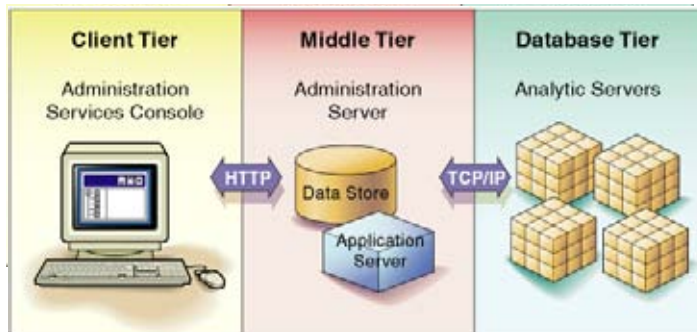 Client Tier
Administration
Services Console
HTTP
Middle Tier
Administration
Server
Data Store
Application
Server
TCP/IP
Database Tier
Analytic Servers